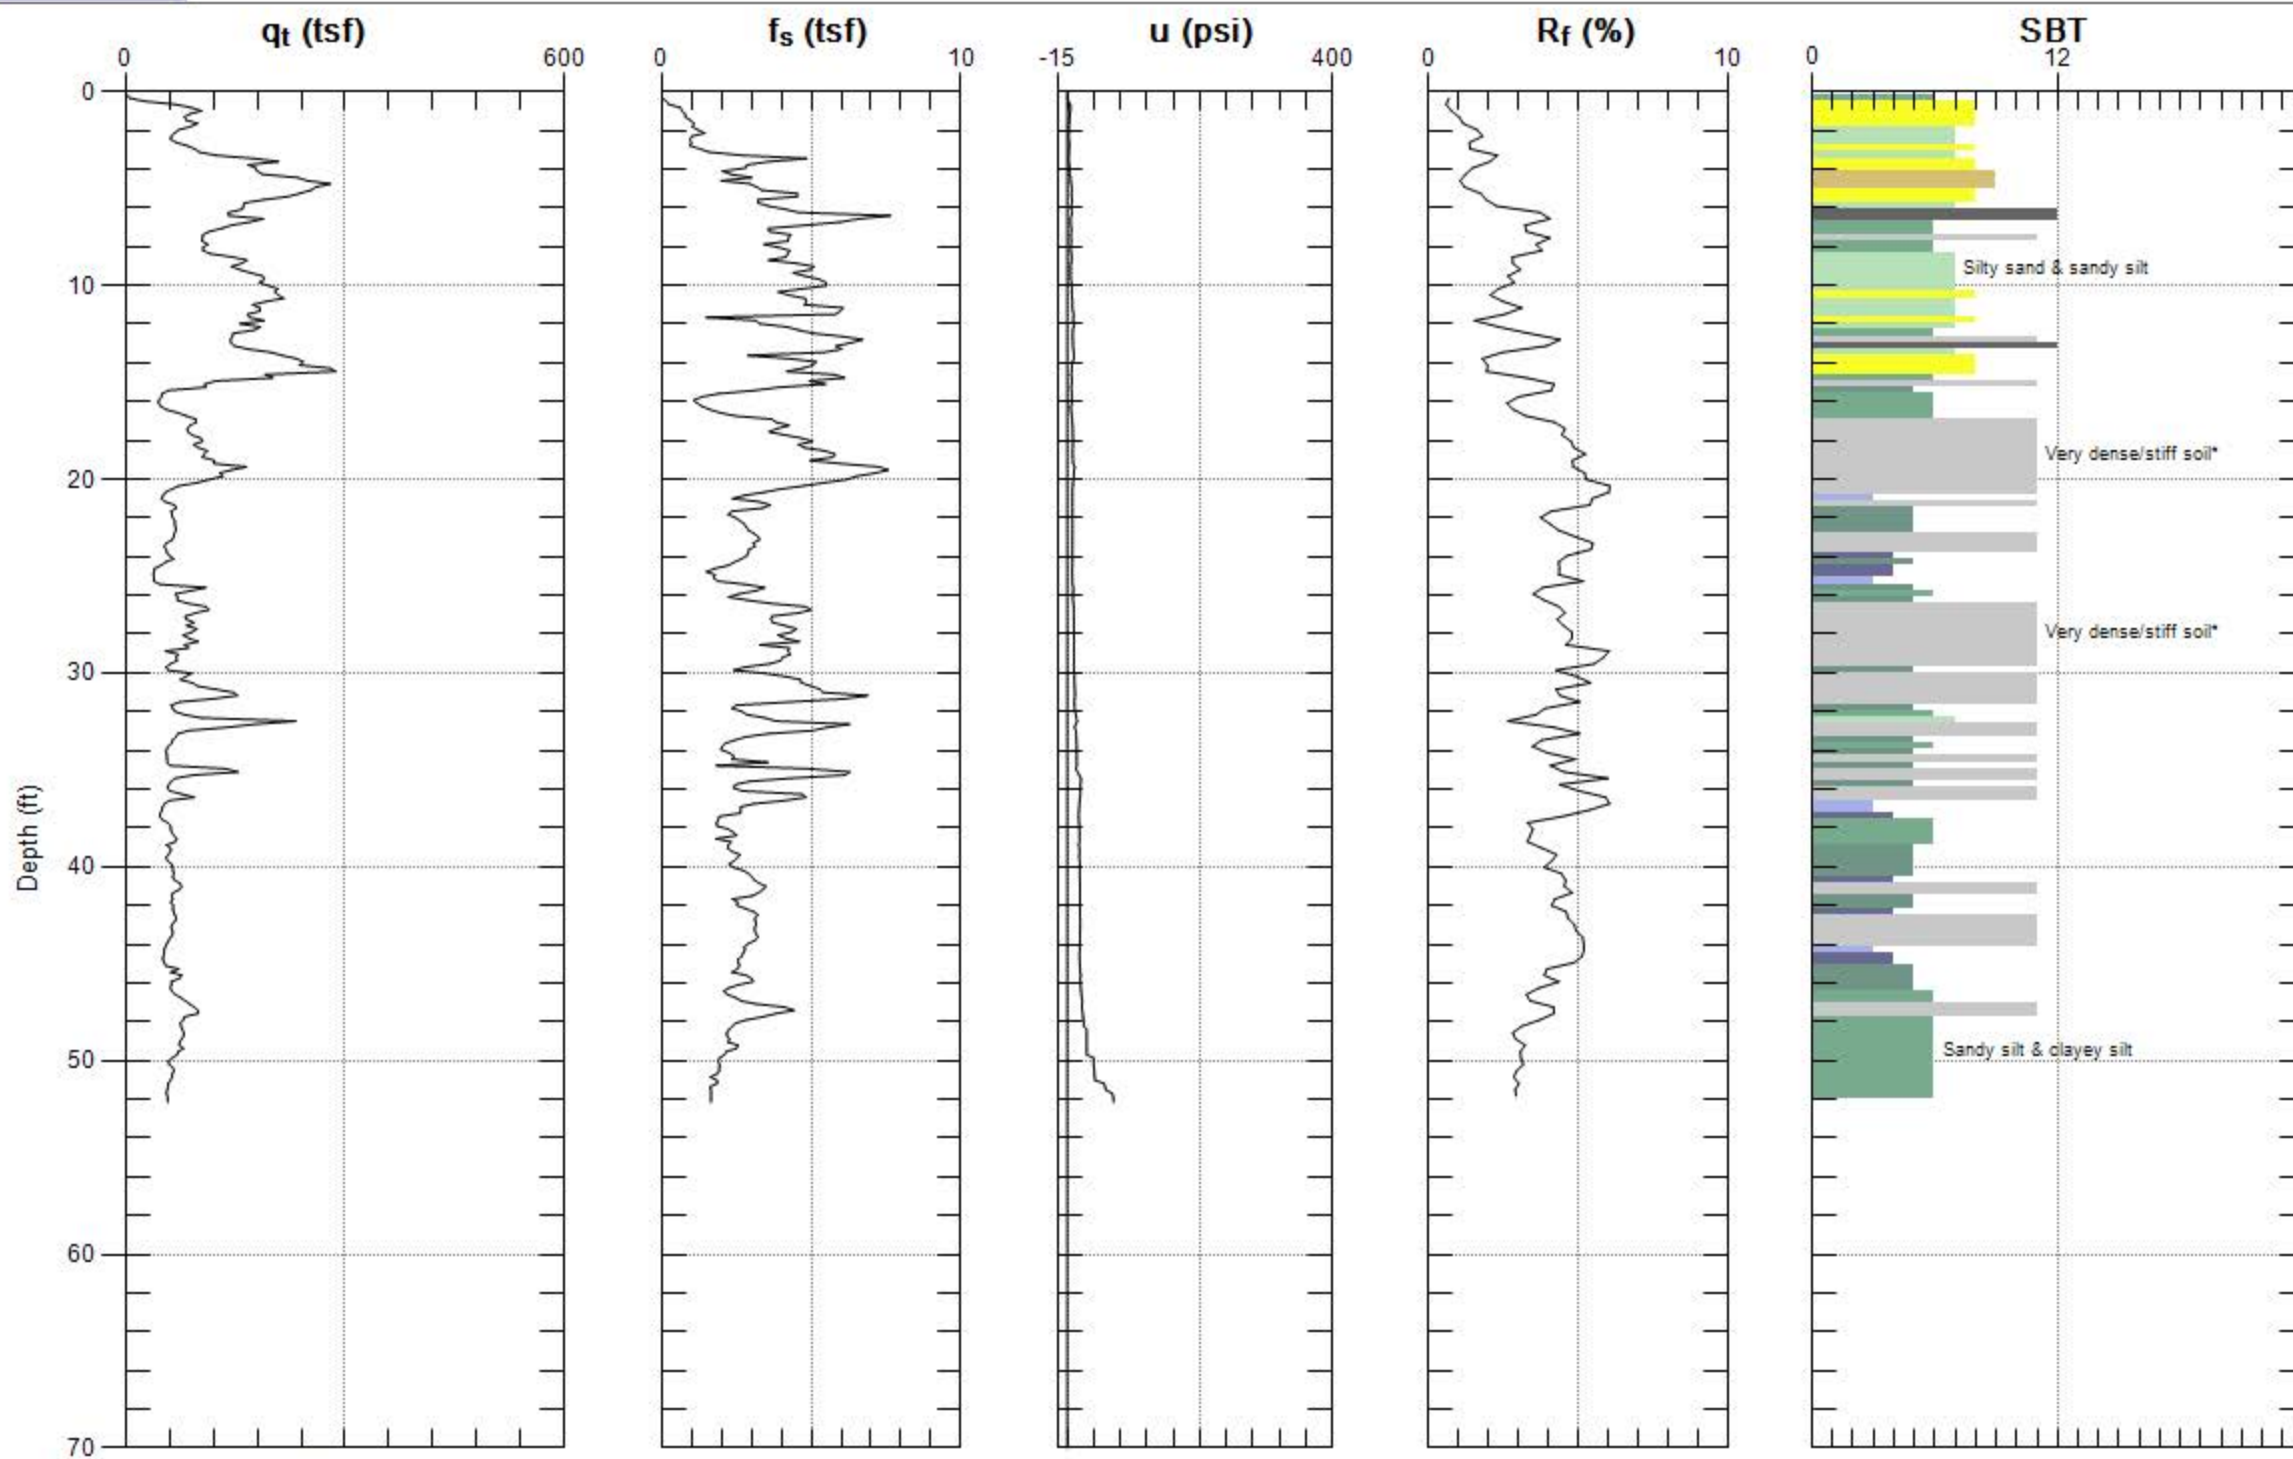 qt (tsf) fs (tsf) u (psi) Rf (%) SBT
0 600 0 10 -15 400 0 10 0 12
0
Silty sand & sandy silt
10
Very dense/stiff soil*
20
Very dense/stiff soil*
30
Depth (ft)
40
Sandy silt & clayey silt
50
60
70